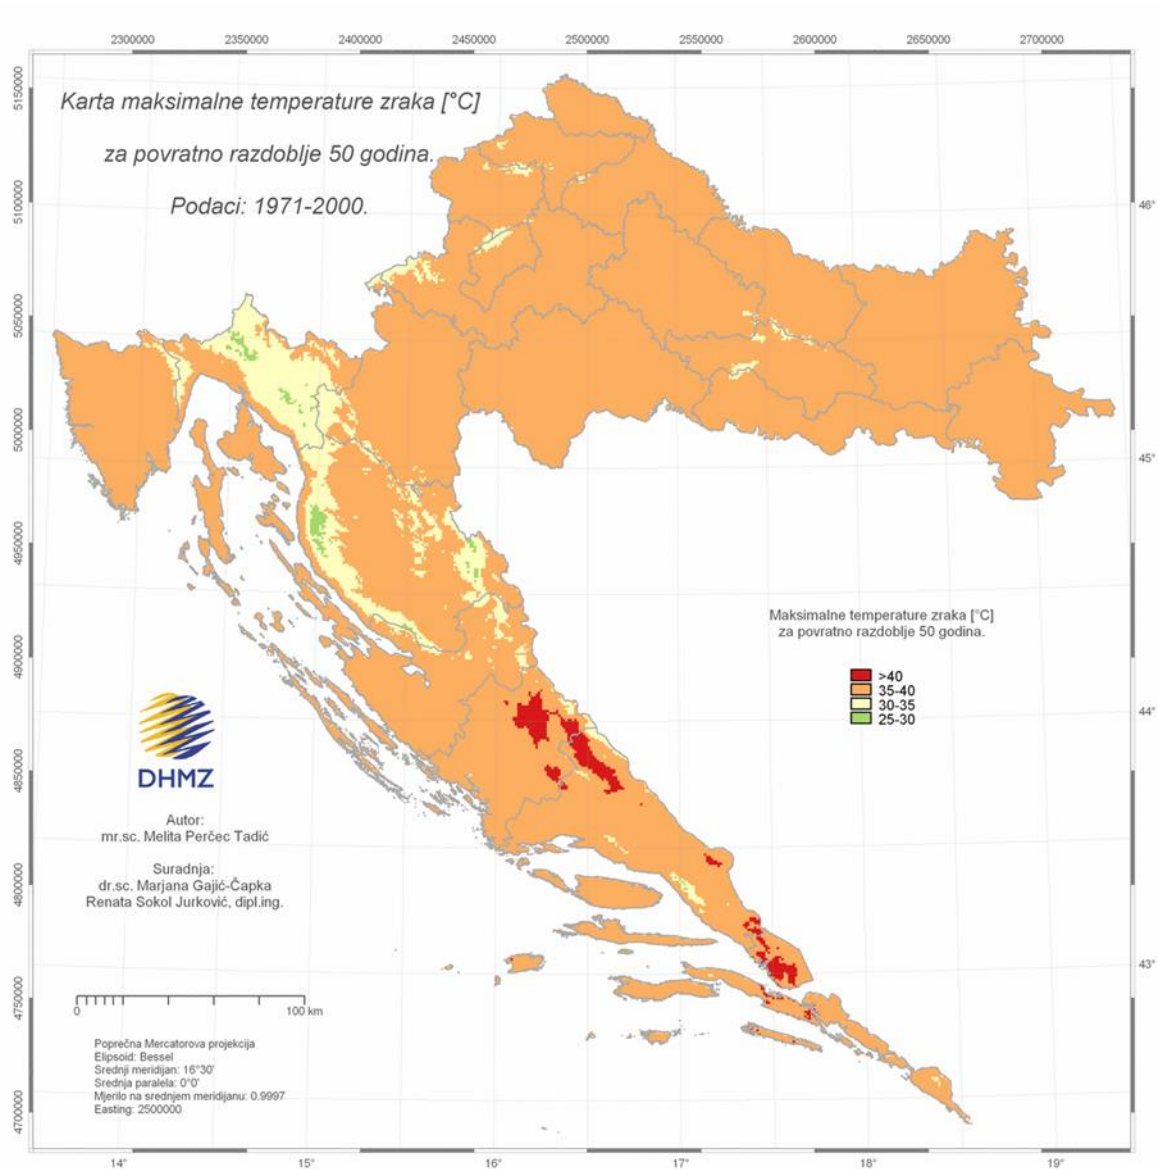 2300000 2350000 2400000 2450000 2500000 2550000 2600000 2650000 2700000
Karta maksimalne temperature zraka [°C]
za povratno razdoblje 50 godina.
Podaci: 1971-2000.
5150000
5100000
5050000
5000000
4950000
4900000
4850000
4800000
4750000
4700000
46°
45°
44°
43°
Maksimalne temperature zraka [°C]
za povratno razdoblje 50 godina.
>40
35-40
30-35
25-30
DHMZ
Autor:
mr.sc. Melita Perčec Tadić
Suradnja:
dr.sc. Marjana Gajić-Čapka
Renata Sokol Jurković, dipl.ing.
0 100 km
Poprečna Mercatorova projekcija
Elipsoid: Bessel
Srednji meridijan: 16°30'
Srednja paralela: 0°0'
Mjerilo na srednjem meridijanu: 0.9997
Easting: 2500000
14° 15° 16° 17° 18° 19°